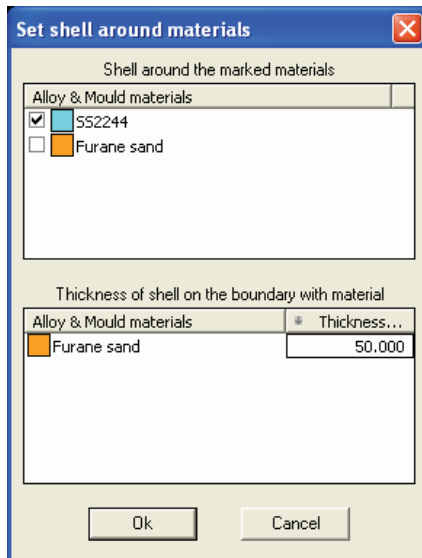 Set shell around materials
Shell around the marked materials
Alloy & Mould materials
SS2244
Furane sand
Thickness of shell on the boundary with material
Alloy & Mould materials * Thickness...
Furane sand 50.000
Ok Cancel